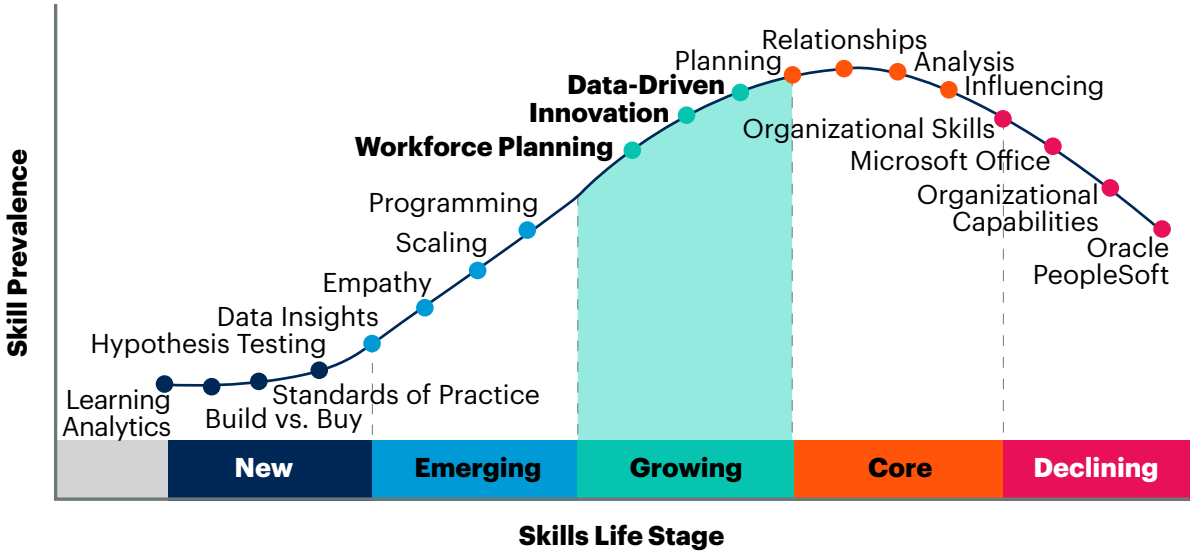 Skill Prevalence
Relationships
Planning
Analysis
Data-Driven
Influencing
Innovation
Organizational Skills
Workforce Planning
Microsoft Office
Programming
Organizational
Capabilities
Scaling
Oracle
PeopleSoft
Empathy
Data Insights
Hypothesis Testing
Learning
Analytics
Standards of Practice
Build vs. Buy
New
Emerging
Growing
Core
Declining
Skills Life Stage